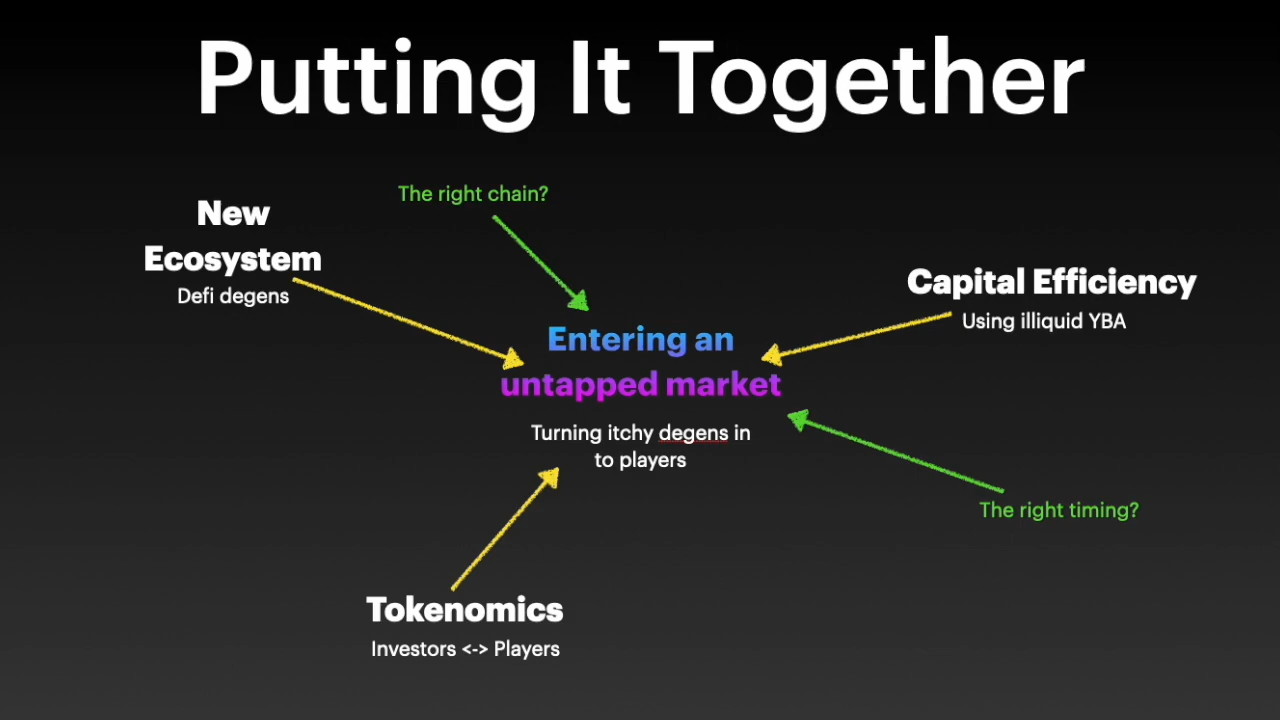 Putting It Together
The right chain?
New
Ecosystem
Defi degens
Capital Efficiency
Using illiquid YBA
Entering an
untapped market
Turning itchy degens in
to players
The right timing?
Tokenomics
Investors <-> Players